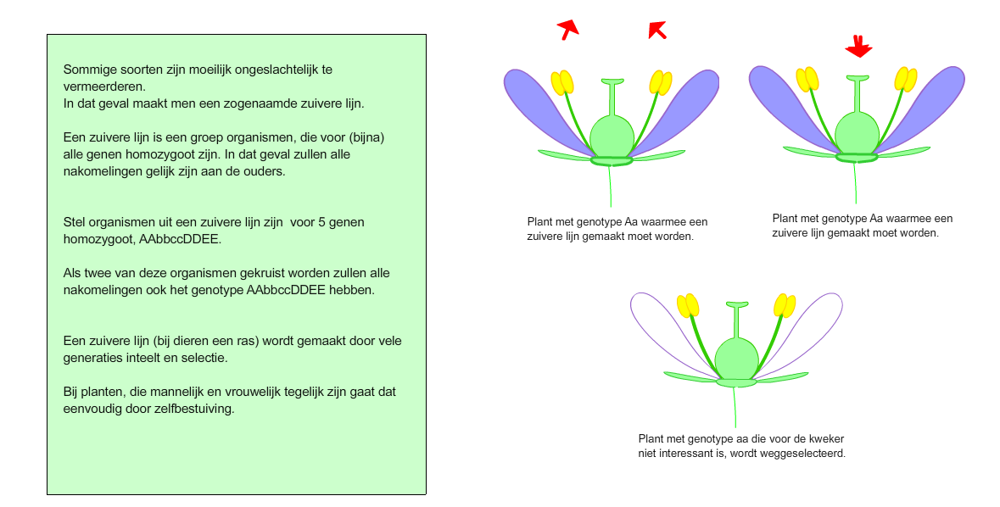 Sommige soorten zijn moeilijk ongeslachtelijk te
vermeerderen.
In dat geval maakt men een zogenaamde zuivere lijn.
Een zuivere lijn is een groep organismen, die voor (bijna)
alle genen homozygoot zijn. In dat geval zullen alle
nakomelingen gelijk zijn aan de ouders.
Stel organismen uit een zuivere lijn zijn  voor 5 genen
homozygoot, AAbbccDDEE.
Als twee van deze organismen gekruist worden zullen alle
nakomelingen ook het genotype AAbbccDDEE hebben.
Een zuivere lijn (bij dieren een ras) wordt gemaakt door vele
generaties inteelt en selectie.
Bij planten, die mannelijk en vrouwelijk tegelijk zijn gaat dat
eenvoudig door zelfbestuiving.
Plant met genotype Aa waarmee een
zuivere lijn gemaakt moet worden.
Plant met genotype Aa waarmee een
zuivere lijn gemaakt moet worden.
Plant met genotype aa die voor de kweker
niet interessant is, wordt weggeselecteerd.